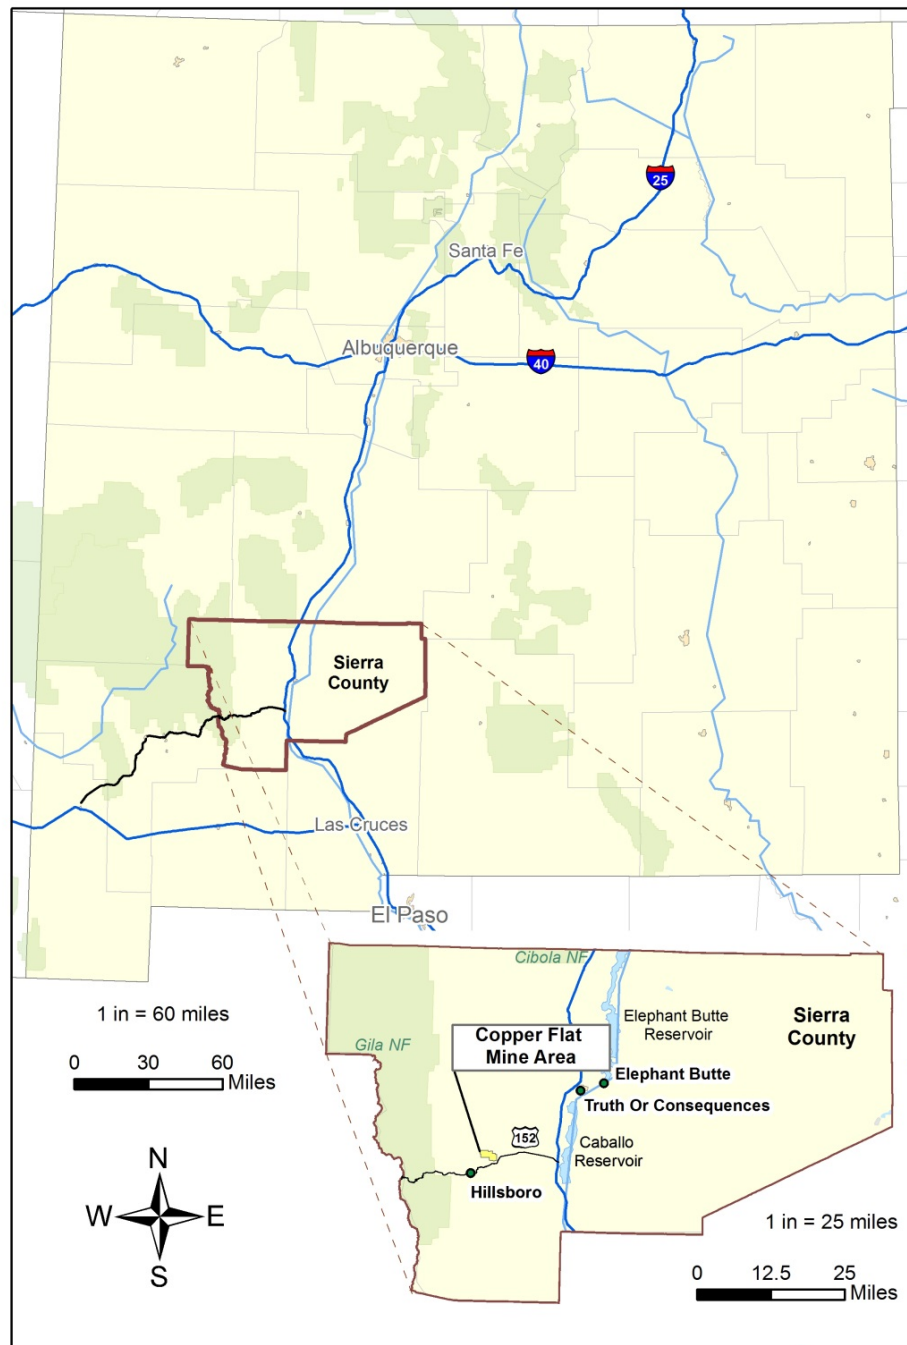 25
Santa Fe
Albuquerque
40
Sierra
County
Las Cruces
El Paso
1 in = 60 miles
0 30 60
Miles
N
W E
S
Cibola NF
Elephant Butte
Reservoir
Sierra
County
Copper Flat
Mine Area
Gila NF
Elephant Butte
Truth Or Consequences
152
Caballo
Reservoir
Hillsboro
1 in = 25 miles
0 12.5 25
Miles